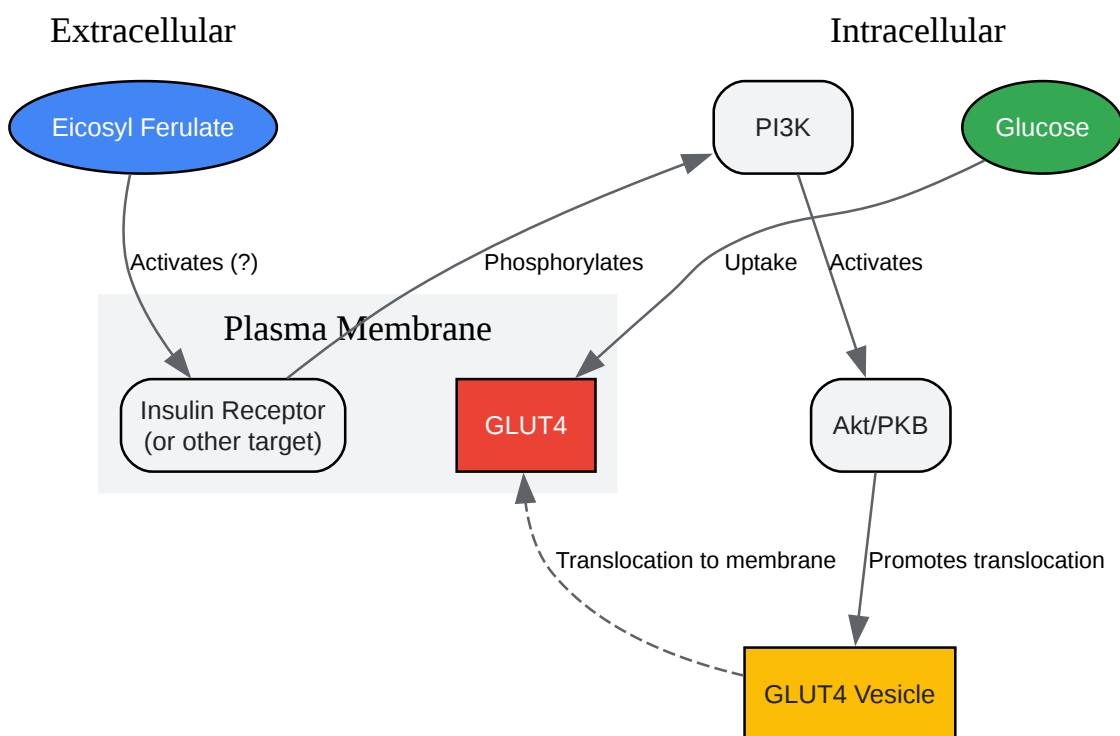 Extracellular
Intracellular
Eicosyl Ferulate
PI3K
Glucose
Activates (?)
Phosphorylates
Uptake
Activates
Plasma Membrane
Insulin Receptor
(or other target)
GLUT4
Akt/PKB
Translocation to membrane
Promotes translocation
GLUT4 Vesicle